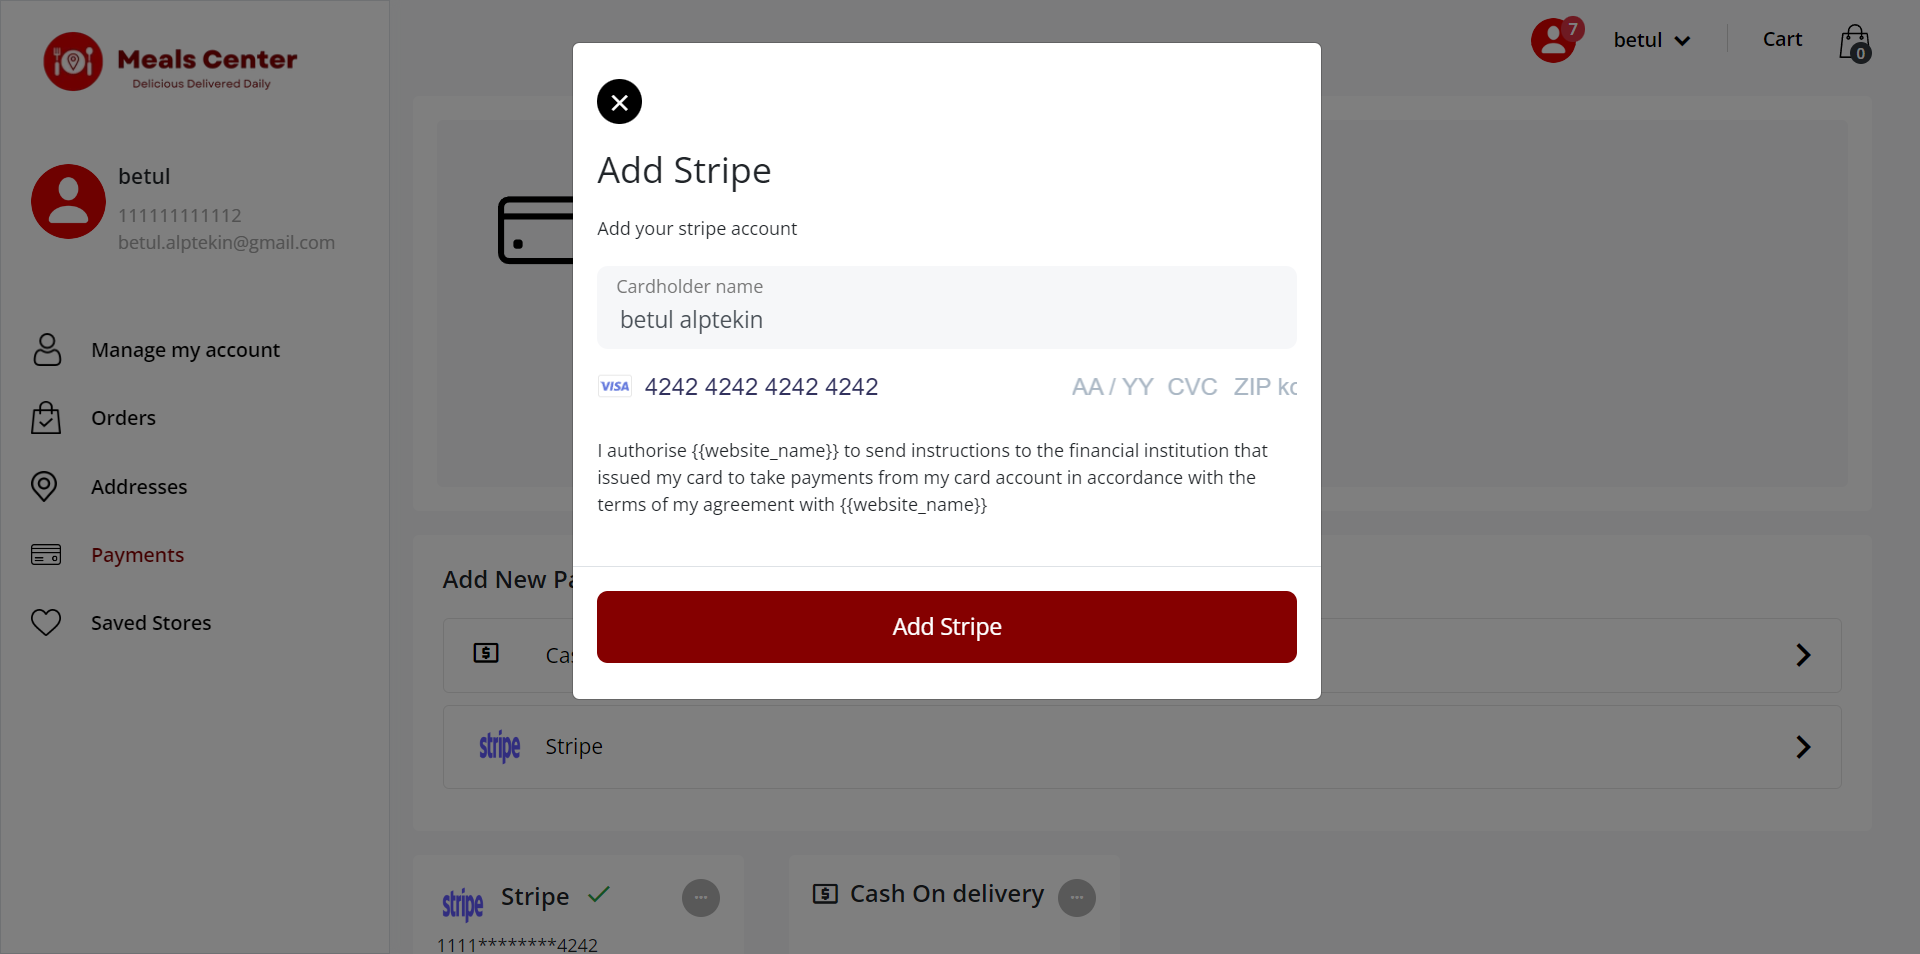 Meals Center
Delicious Delivered Daily
betul
111111111112
betul.alptekin@gmail.com
Manage my account
Orders
Addresses
Payments
Saved Stores
7
betul
Cart
0
Add Stripe
Add your stripe account
Cardholder name
betul alptekin
VISA 4242 4242 4242 4242 AA / YY CVC ZIP
I authorise {{website_name}} to send instructions to the financial institution that
issued my card to take payments from my card account in accordance with the
terms of my agreement with {{website_name}}
Add Stripe
Add New
stripe Stripe
stripe Stripe
1111********4242
Cash On delivery